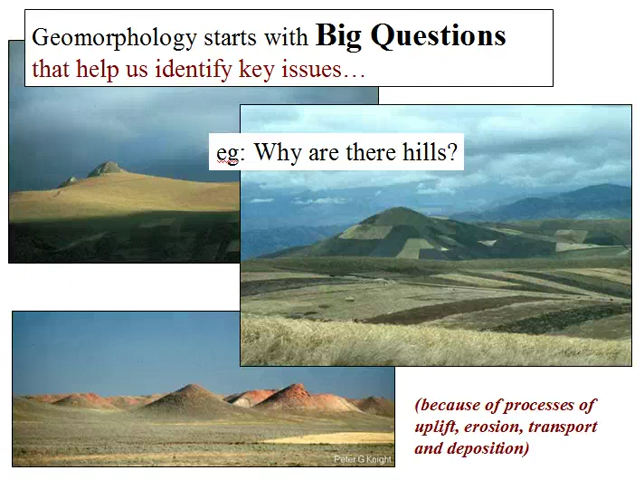 Geomorphology starts with Big Questions
that help us identify key issues…
eg: Why are there hills?
(because of processes of
uplift, erosion, transport
and deposition)
Peter G Knight